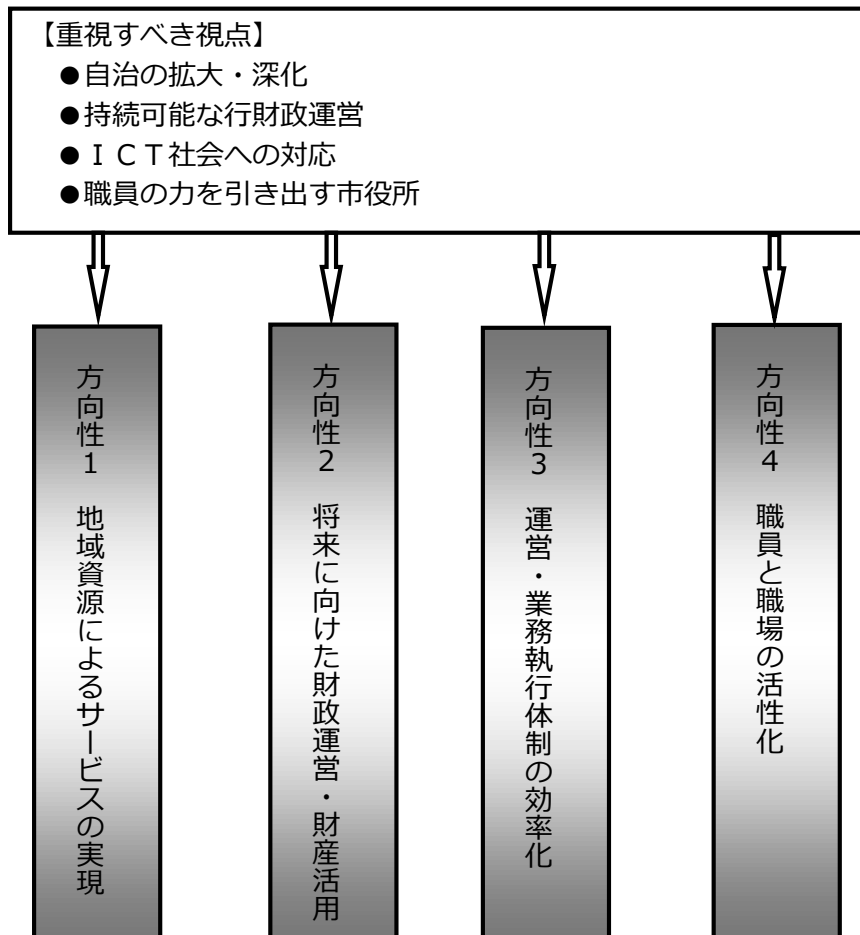 【重視すべき視点】
●自治の拡大・深化
●持続可能な行財政運営
●ＩＣＴ社会への対応
●職員の力を引き出す市役所
方向性1　地域資源によるサービスの実現
方向性2　将来に向けた財政運営・財産活用
方向性3　運営・業務執行体制の効率化
方向性4　職員と職場の活性化